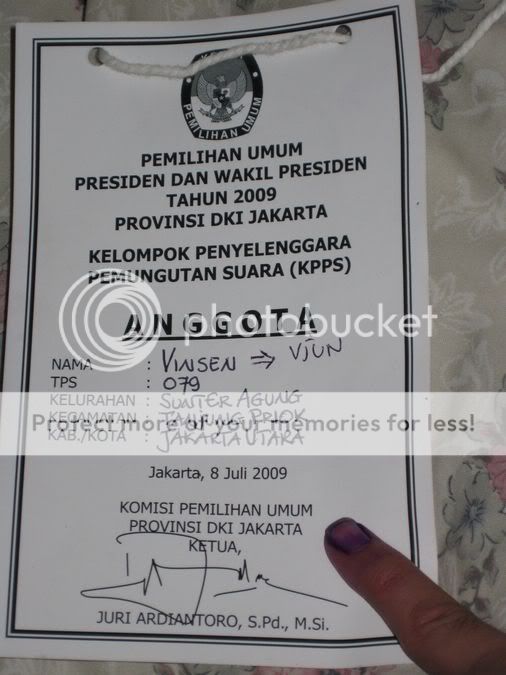 KPU
PEMILIHAN UMUM
PEMILIHAN UMUM
PRESIDEN DAN WAKIL PRESIDEN
TAHUN 2009
PROVINSI DKI JAKARTA
KELOMPOK PENYELENGGARA
PEMUNGUTAN SUARA (KPPS)
ANGGOTA
photobucket
NAMA : VINSEN ⇒ VJUN
TPS : 079
KELURAHAN : SUNTER AGUNG
KECAMATAN : TANJUNG PRIOK
KAB./KOTA : JAKARTA UTARA
Protect more of your memories for less!
Jakarta, 8 Juli 2009
KOMISI PEMILIHAN UMUM
PROVINSI DKI JAKARTA
KETUA,
JURI ARDIANTORO, S.Pd., M.Si.